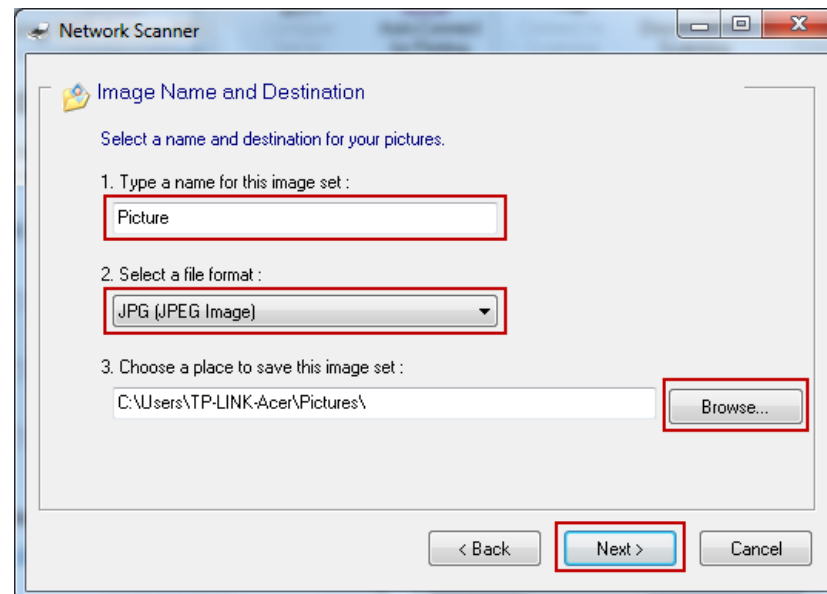 Network Scanner
Image Name and Destination
Select a name and destination for your pictures.
1. Type a name for this image set :
Picture
2. Select a file format :
JPG (JPEG Image)
3. Choose a place to save this image set :
C:\Users\TP-LINK-Acer\Pictures\
Browse...
< Back
Next >
Cancel